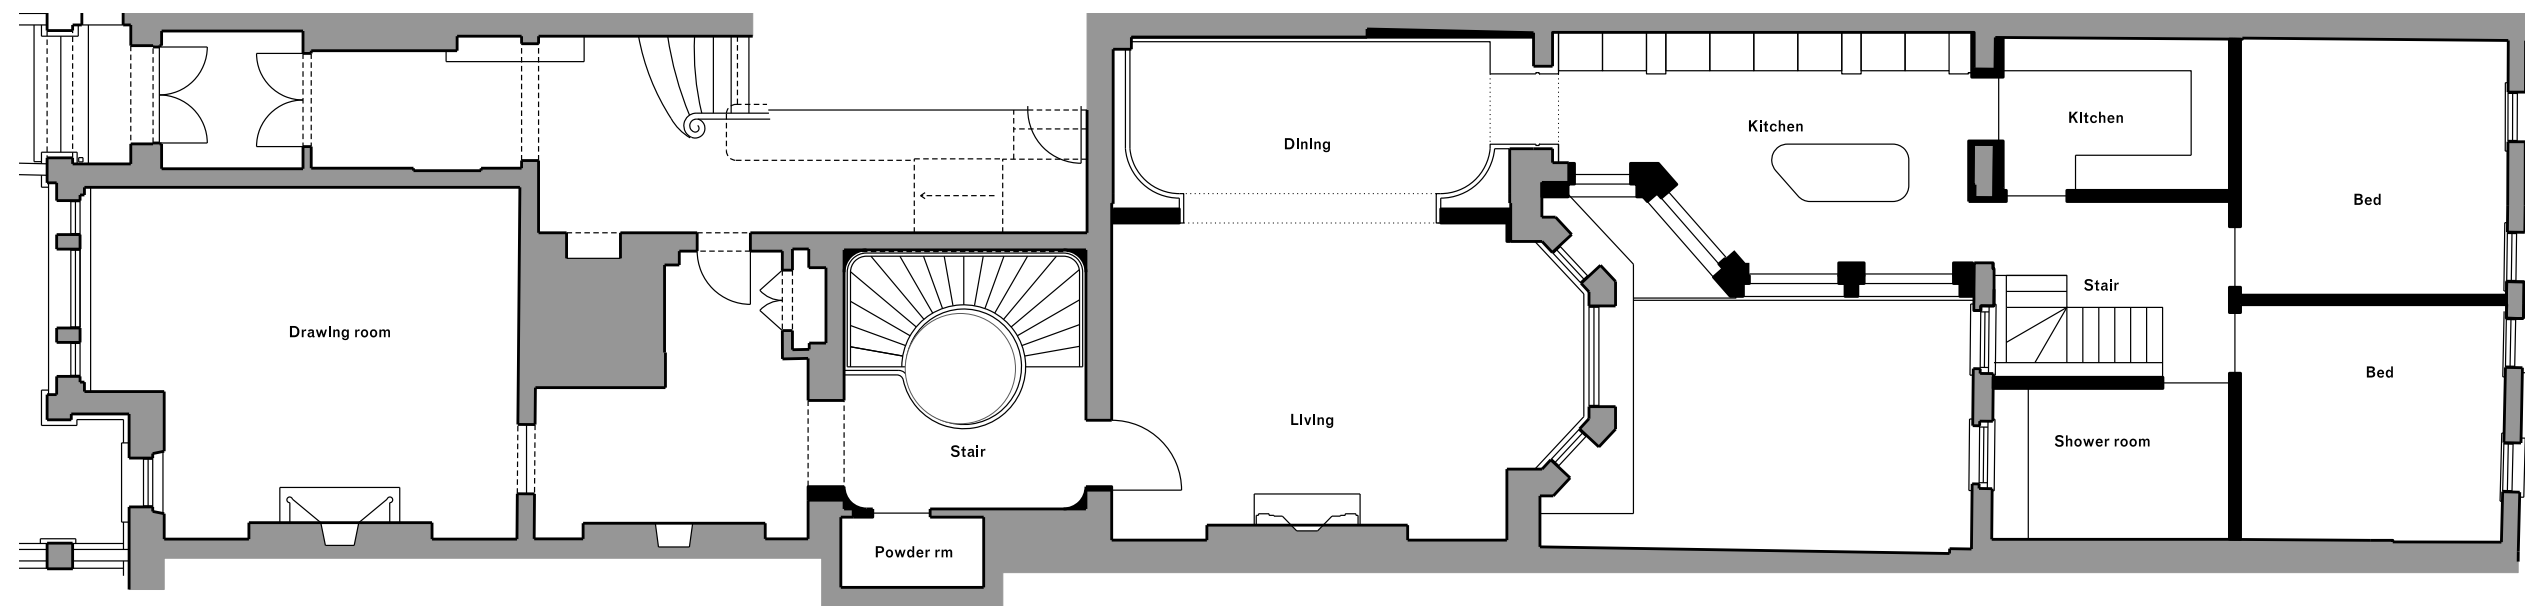 Drawing room
Stair
Powder rm
Dining
Living
Kitchen
Kitchen
Stair
Shower room
Bed
Bed